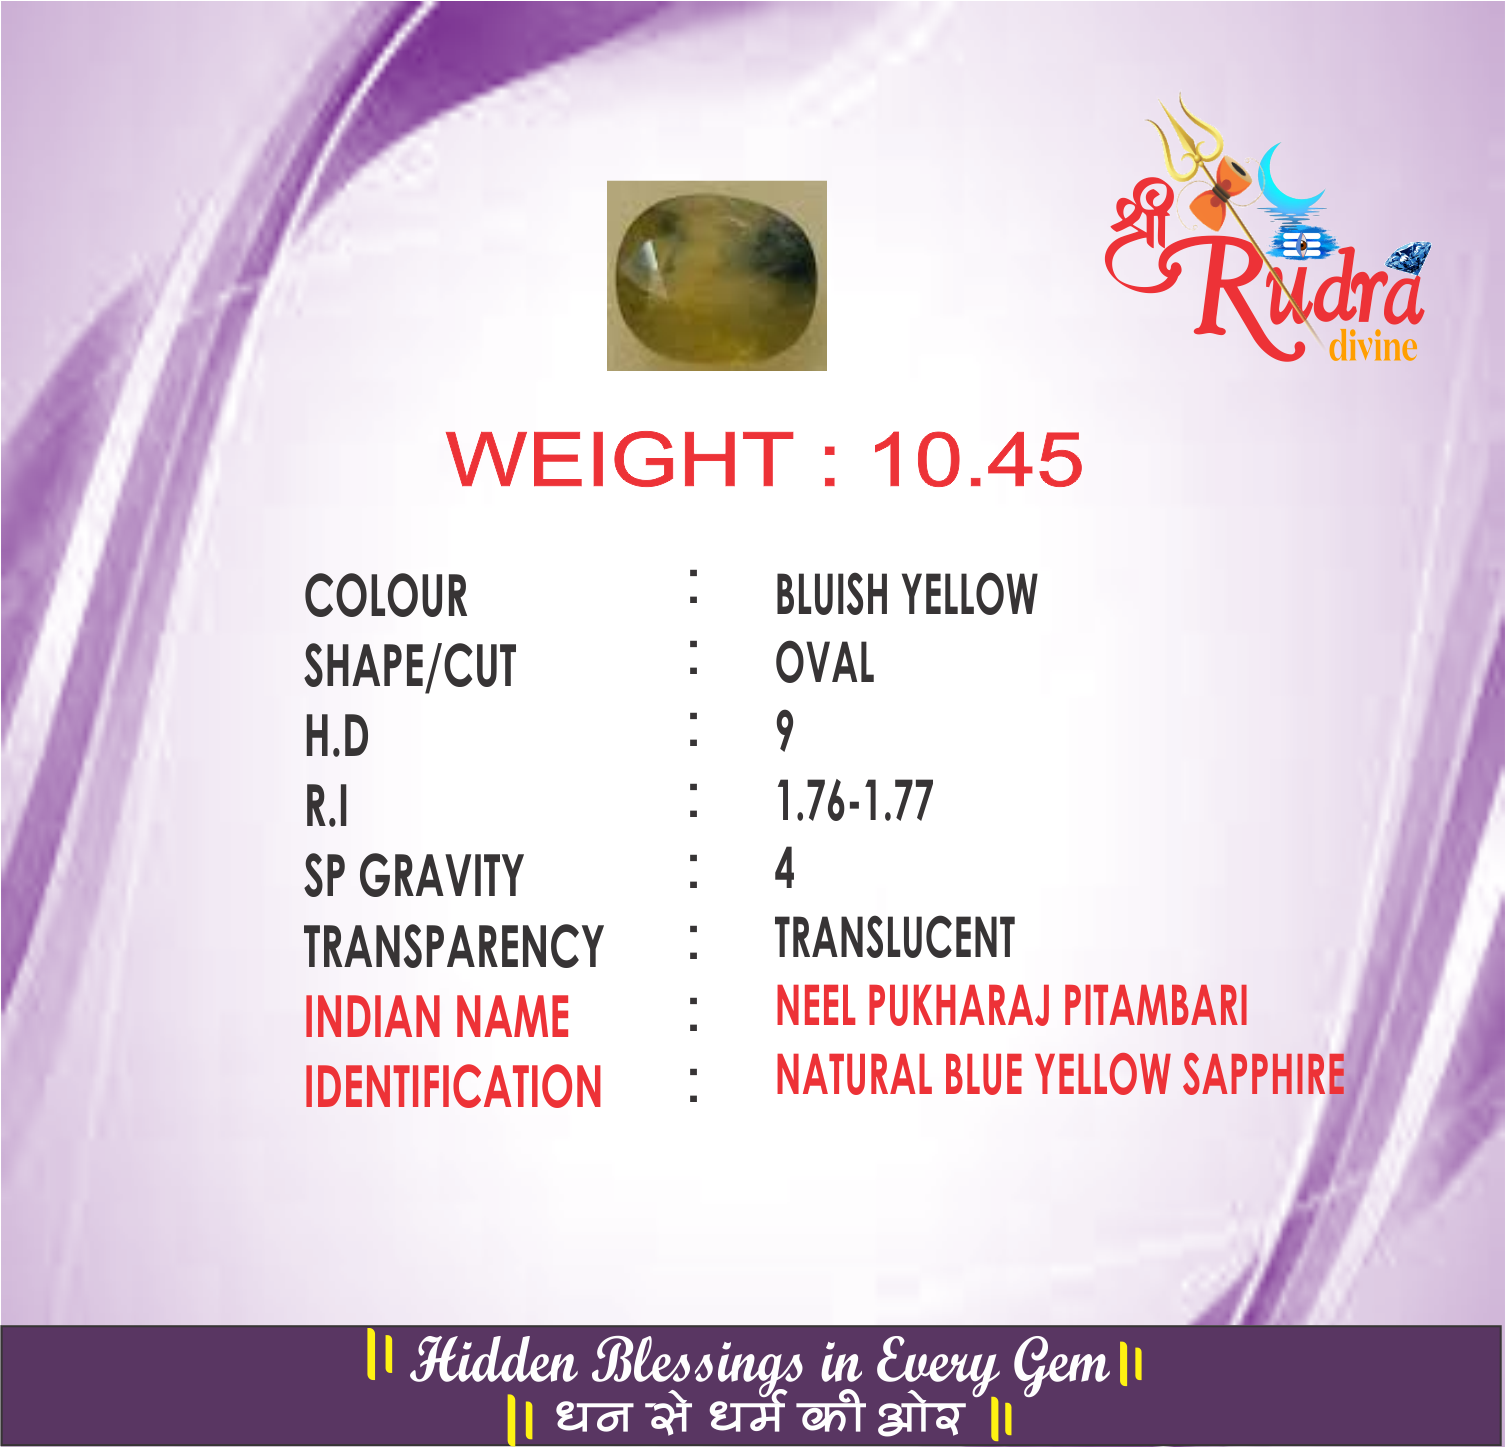 श्री Rudra
divine
WEIGHT : 10.45
COLOUR : BLUISH YELLOW
SHAPE/CUT : OVAL
H.D : 9
R.I : 1.76-1.77
SP GRAVITY : 4
TRANSPARENCY : TRANSLUCENT
INDIAN NAME : NEEL PUKHARAJ PITAMBARI
IDENTIFICATION : NATURAL BLUE YELLOW SAPPHIRE
॥ Hidden Blessings in Every Gem ॥
॥ धन से धर्म की ओर ॥